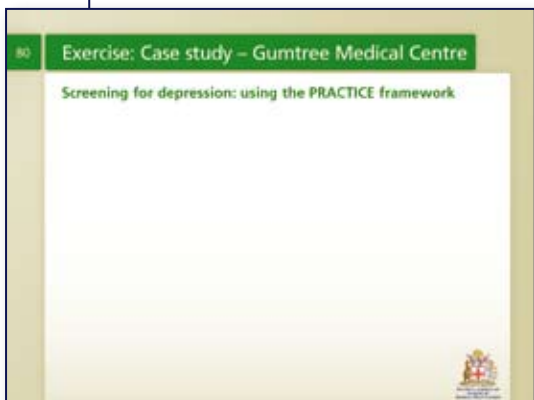 80
Exercise: Case study – Gumtree Medical Centre
Screening for depression: using the PRACTICE framework